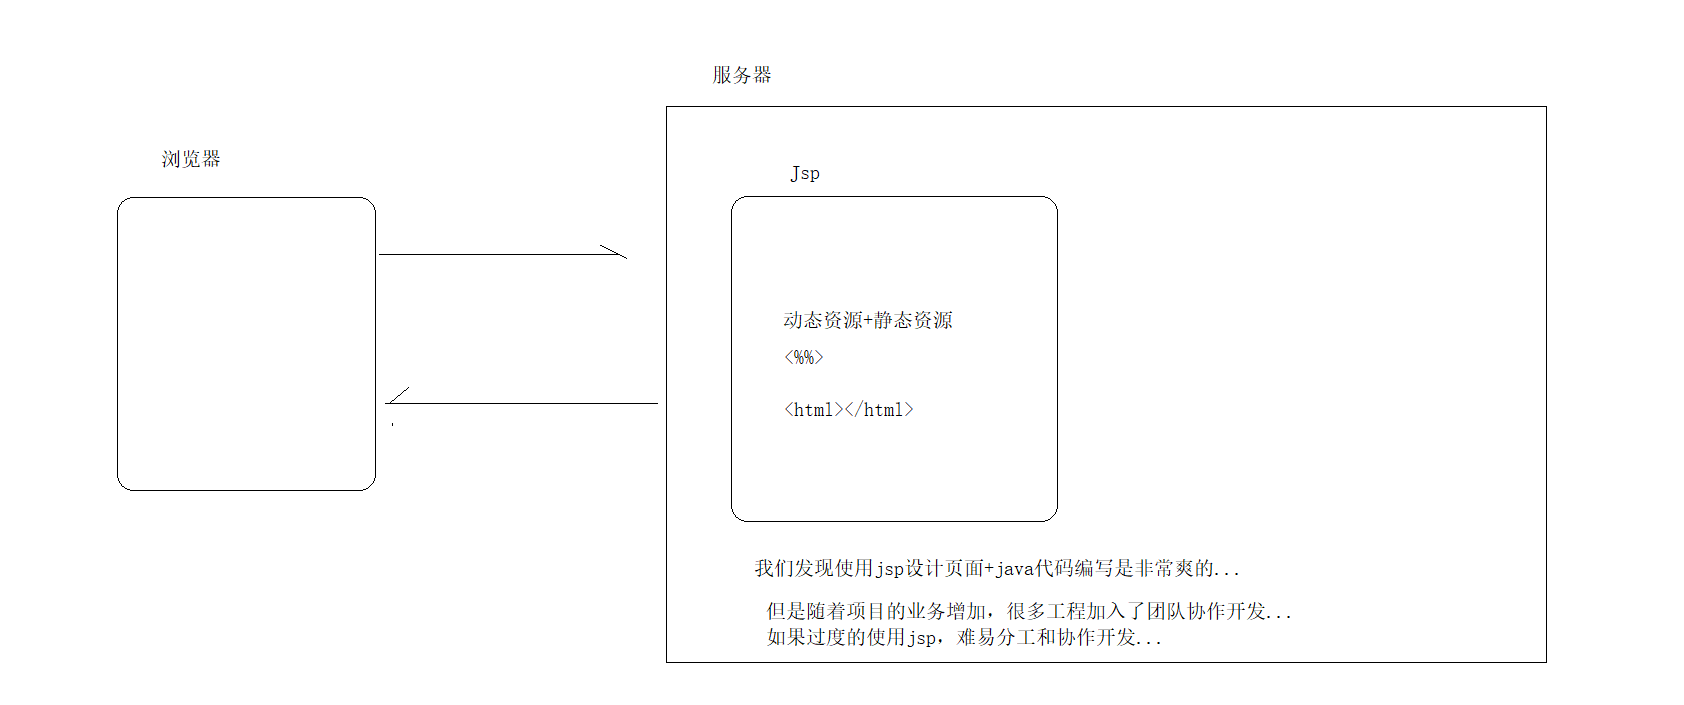 服务器
浏览器
Jsp
动态资源+静态资源
<%%>
<html></html>
我们发现使用jsp设计页面+java代码编写是非常爽的...
但是随着项目的业务增加，很多工程加入了团队协作开发...
如果过度的使用jsp，难易分工和协作开发...